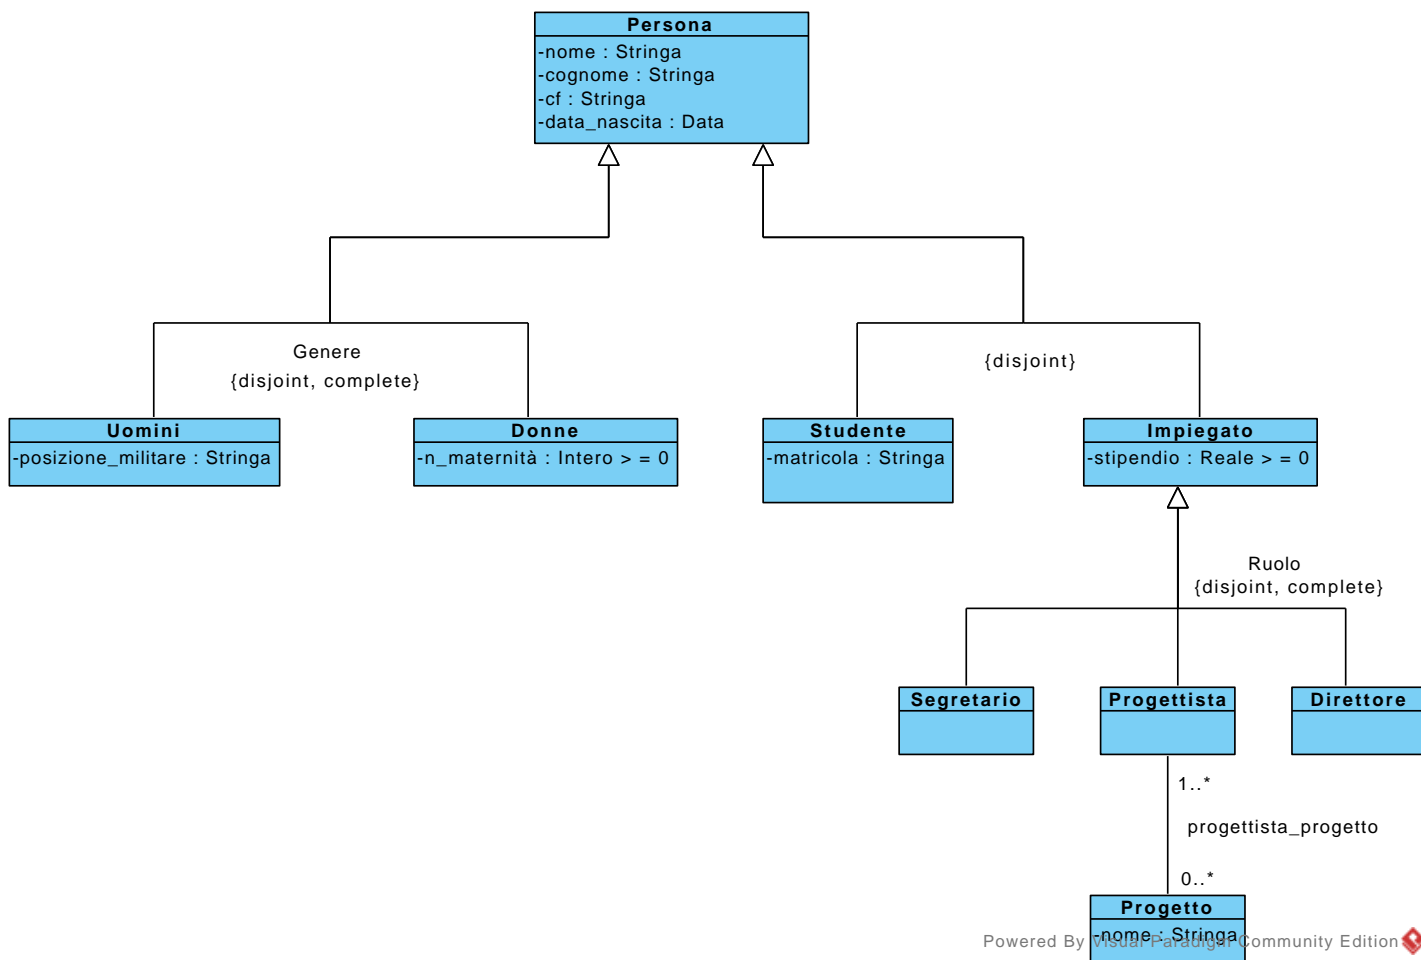 Persona
-nome : Stringa
-cognome : Stringa
-cf : Stringa
-data_nascita : Data
Genere
{disjoint, complete}
{disjoint}
Uomini
-posizione_militare : Stringa
Donne
-n_maternità : Intero > = 0
Studente
-matricola : Stringa
Impiegato
-stipendio : Reale > = 0
Ruolo
{disjoint, complete}
Segretario
Progettista
Direttore
1..*
progettista_progetto
0..*
Progetto
-nome : Stringa
Powered By Visual Paradigm Community Edition